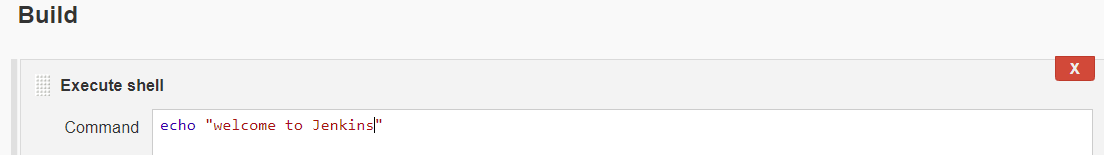 Build
X
Execute shell
Command echo "welcome to Jenkins"